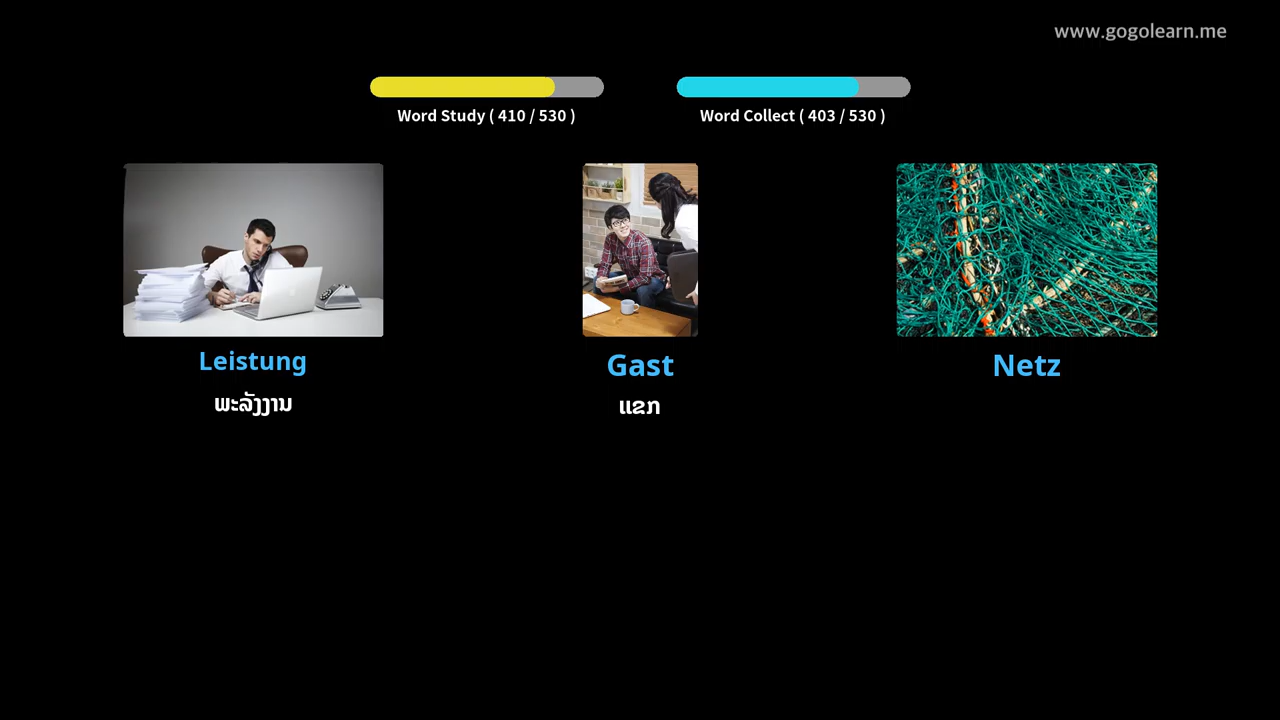 www.gogolearn.me
Word Study ( 410 / 530 )
Word Collect ( 403 / 530 )
Leistung
ພະລັງງານ
Gast
ແຂກ
Netz